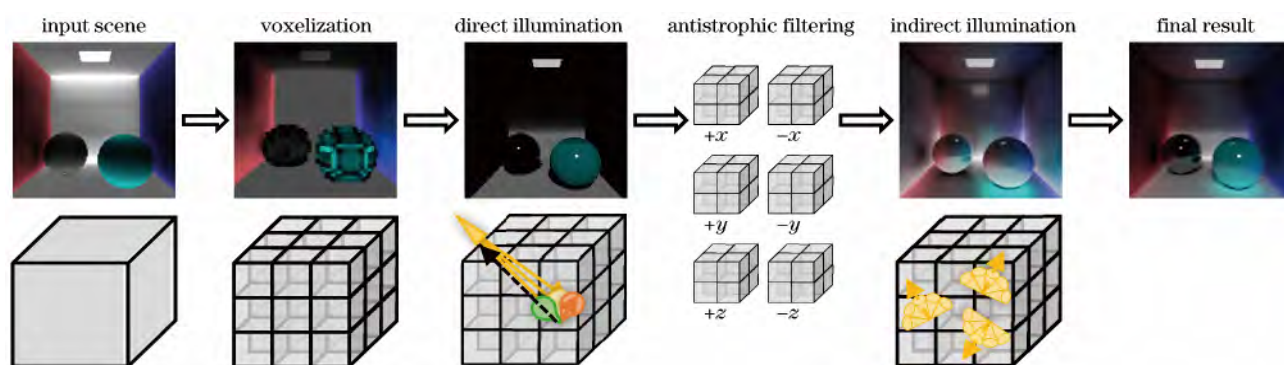 input scene
voxelization
direct illumination
antistrophic filtering
indirect illumination
final result
+x
−x
+y
−y
+z
−z